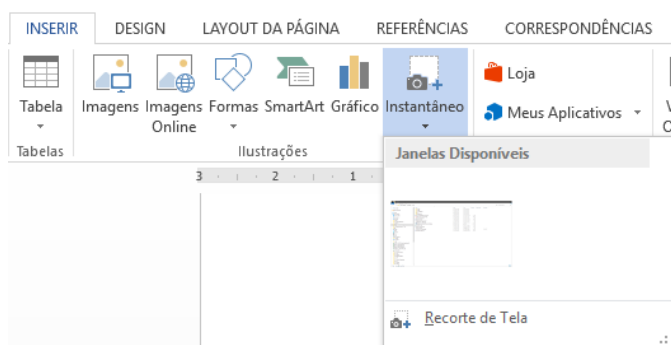 INSERIR DESIGN LAYOUT DA PÁGINA REFERÊNCIAS CORRESPONDÊNCIAS
Tabela Imagens Imagens Online Formas SmartArt Gráfico Instantâneo
Loja
Meus Aplicativos
Tabelas Ilustrações
Janelas Disponíveis
3 2 1
Recorte de Tela